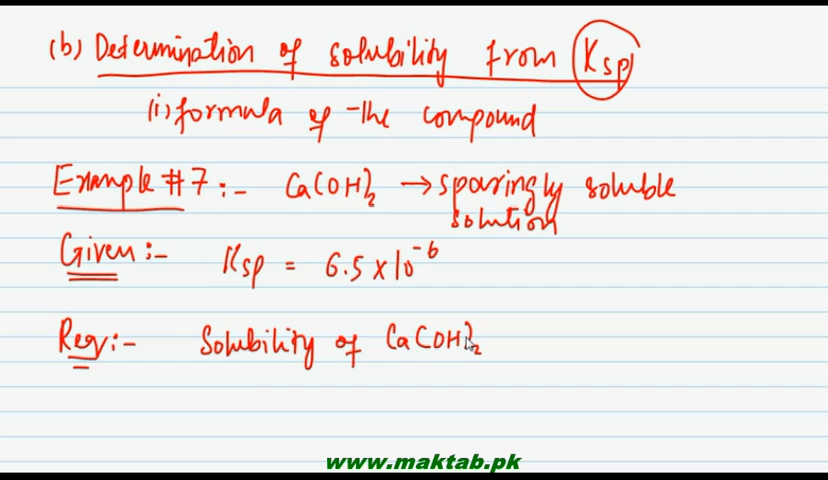 (b) Determination of solubility from Ksp
(i) formula of the compound
Example #7:- Ca(OH)₂ → sparingly soluble
solution
Given:- Ksp = 6.5 x 10⁻⁶
Req:- Solubility of Ca(OH)₂
www.maktab.pk